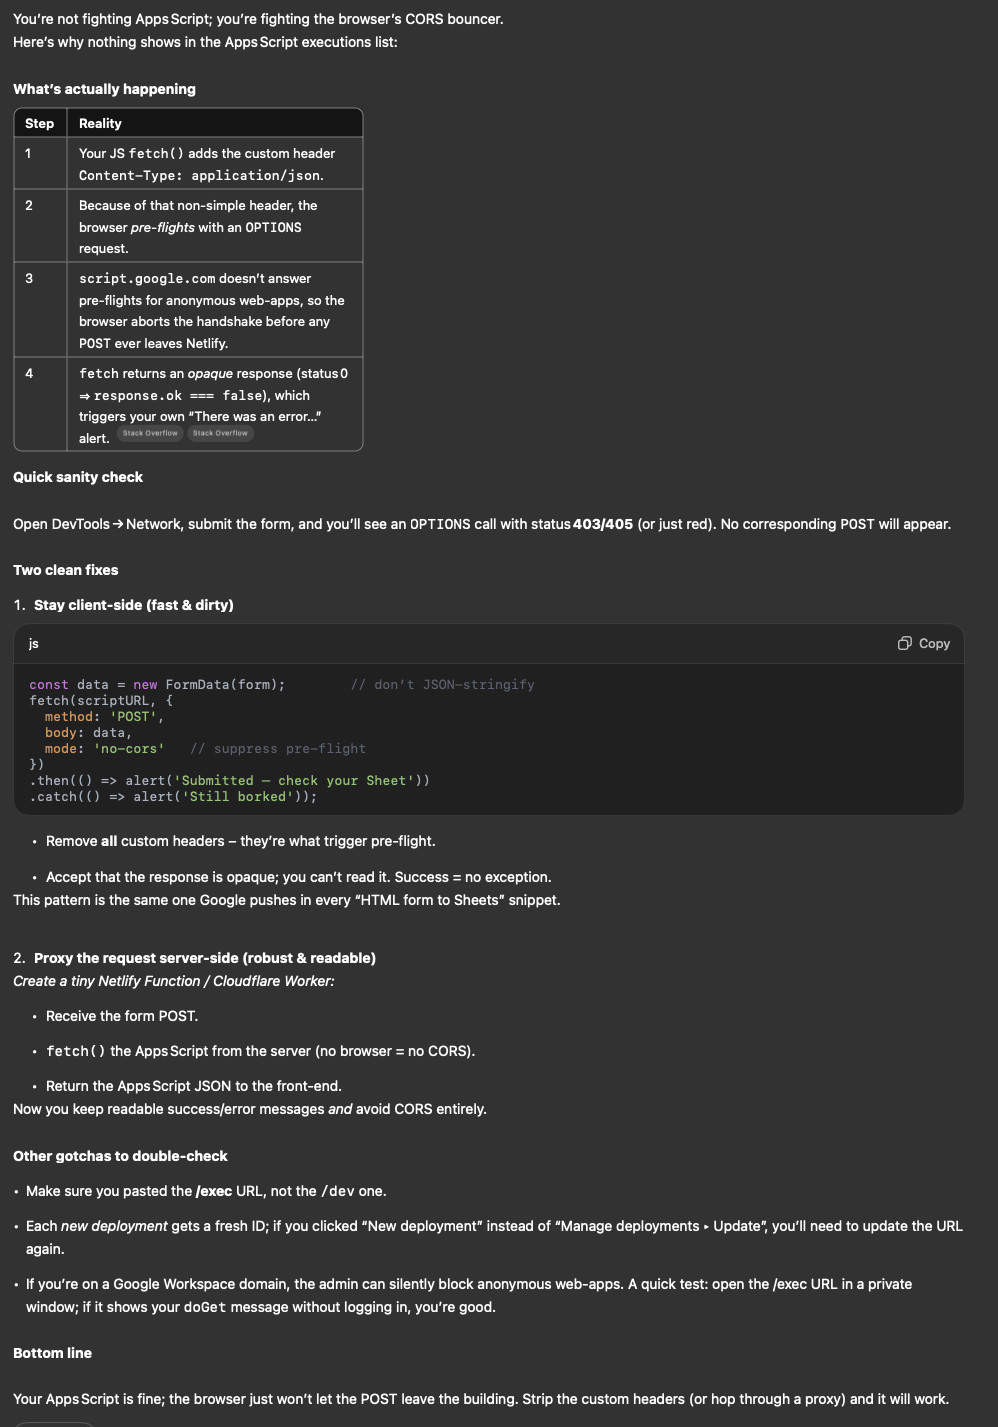 You’re not fighting Apps Script; you’re fighting the browser’s CORS bouncer.
Here’s why nothing shows in the Apps Script executions list:
What’s actually happening
Step Reality
1 Your JS fetch() adds the custom header
Content-Type: application/json.
2 Because of that non-simple header, the
browser pre-flights with an OPTIONS
request.
3 script.google.com doesn’t answer
pre-flights for anonymous web-apps, so the
browser aborts the handshake before any
POST ever leaves Netlify.
4 fetch returns an opaque response (status 0
⇒ response.ok === false), which
triggers your own “There was an error…”
alert. Stack Overflow Stack Overflow
Quick sanity check
Open DevTools → Network, submit the form, and you’ll see an OPTIONS call with status 403/405 (or just red). No corresponding POST will appear.
Two clean fixes
1. Stay client-side (fast & dirty)
js Copy
const data = new FormData(form); // don’t JSON-stringify
fetch(scriptURL, {
method: 'POST',
body: data,
mode: 'no-cors' // suppress pre-flight
})
.then(() => alert('Submitted – check your Sheet'))
.catch(() => alert('Still borked'));
• Remove all custom headers – they’re what trigger pre-flight.
• Accept that the response is opaque; you can’t read it. Success = no exception.
This pattern is the same one Google pushes in every “HTML form to Sheets” snippet.
2. Proxy the request server-side (robust & readable)
Create a tiny Netlify Function / Cloudflare Worker:
• Receive the form POST.
• fetch() the Apps Script from the server (no browser = no CORS).
• Return the Apps Script JSON to the front-end.
Now you keep readable success/error messages and avoid CORS entirely.
Other gotchas to double-check
• Make sure you pasted the /exec URL, not the /dev one.
• Each new deployment gets a fresh ID; if you clicked “New deployment” instead of “Manage deployments ▸ Update”, you’ll need to update the URL
again.
• If you’re on a Google Workspace domain, the admin can silently block anonymous web-apps. A quick test: open the /exec URL in a private
window; if it shows your doGet message without logging in, you’re good.
Bottom line
Your Apps Script is fine; the browser just won’t let the POST leave the building. Strip the custom headers (or hop through a proxy) and it will work.